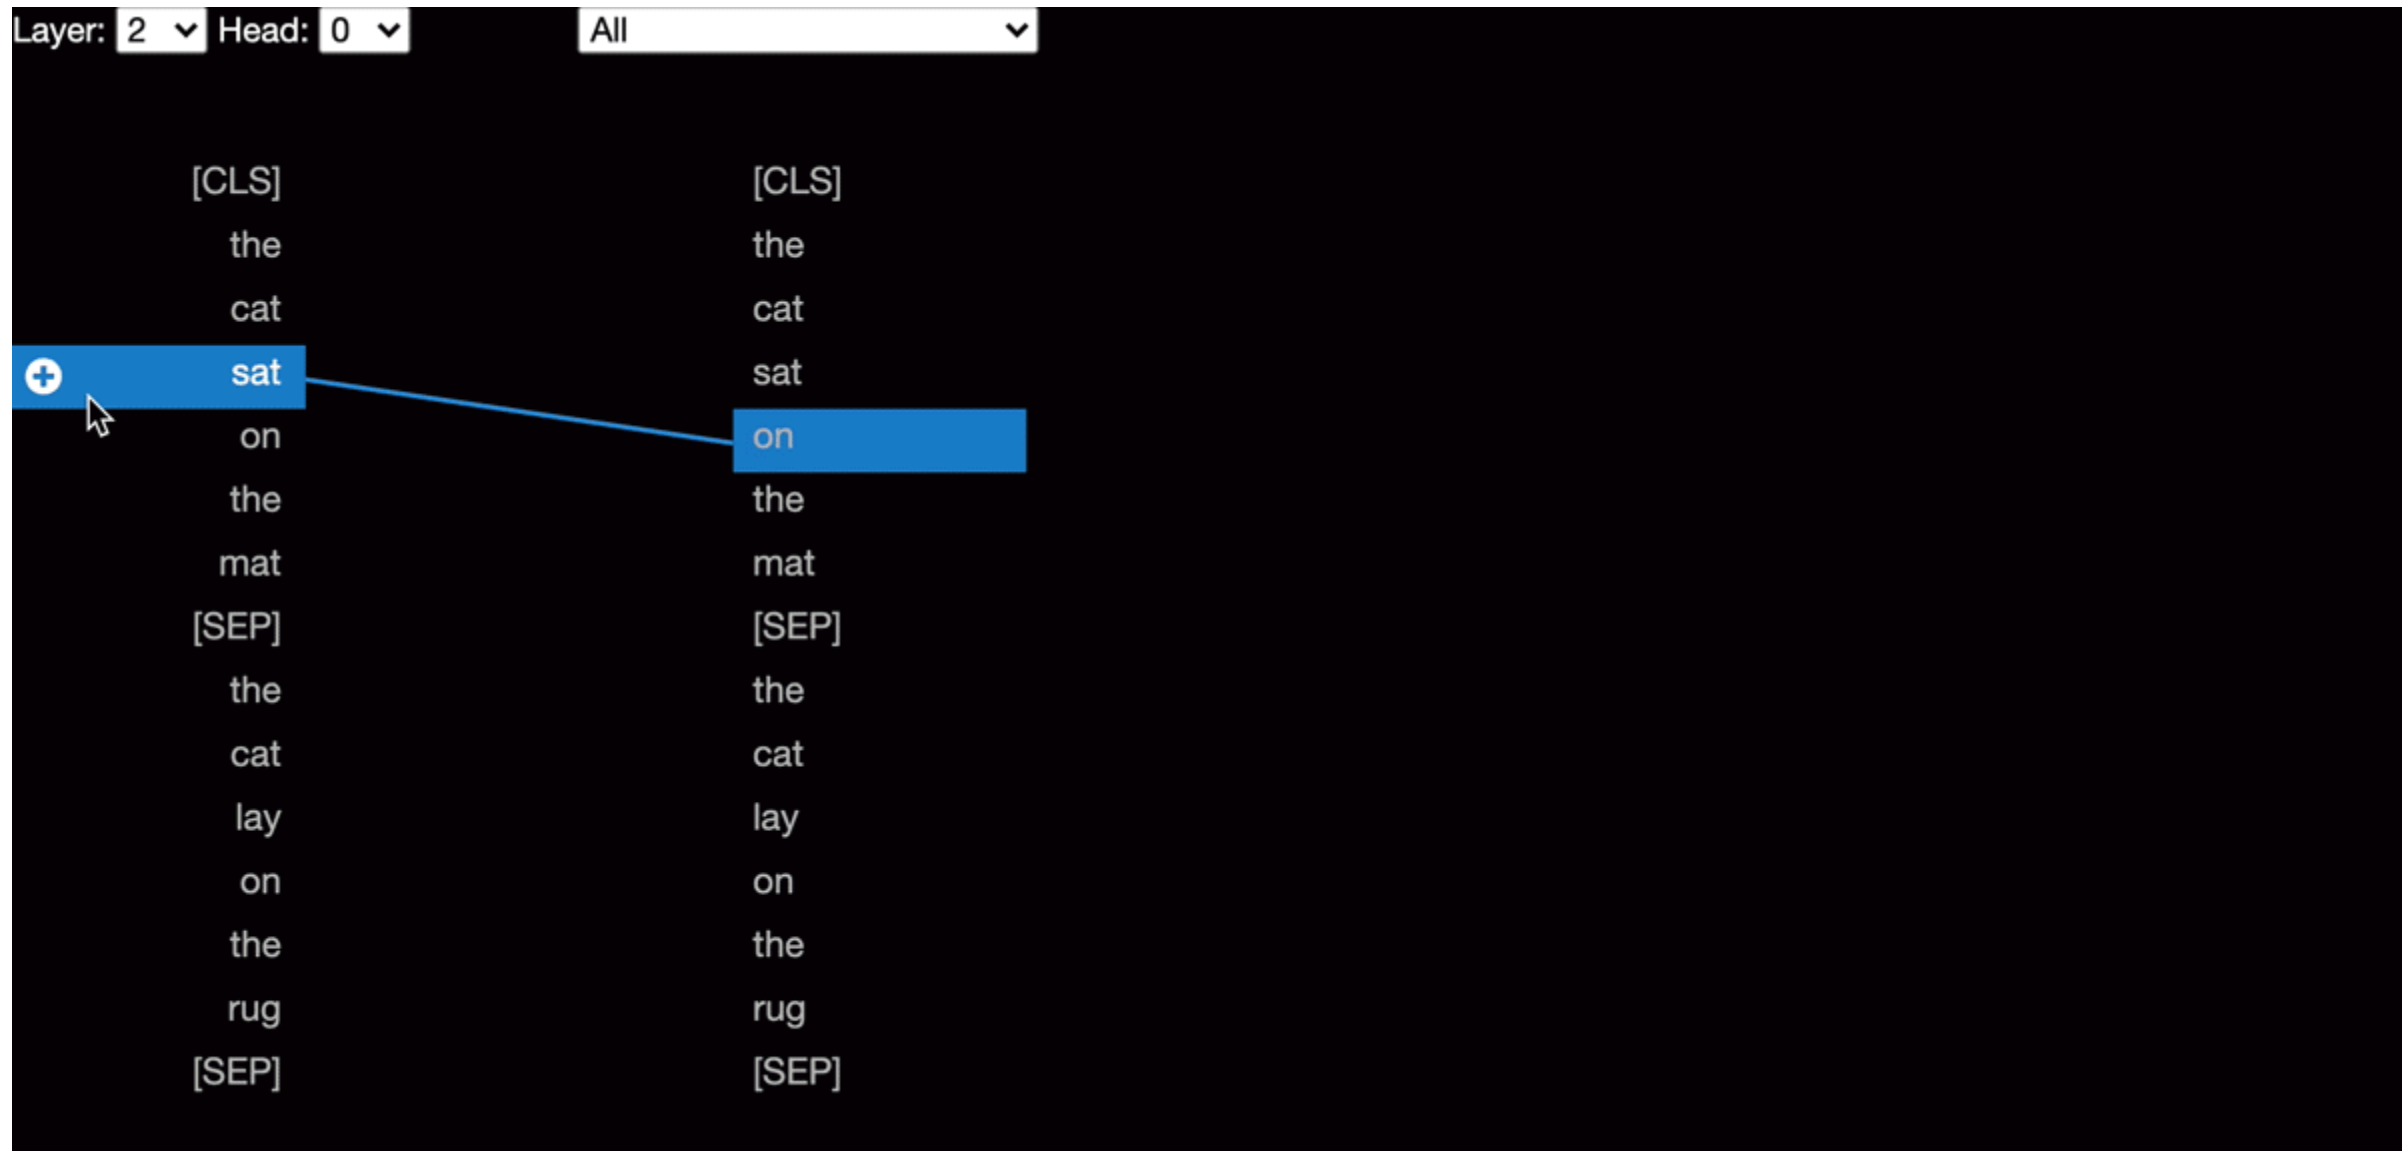 Layer: 2 Head: 0 All
[CLS] [CLS]
the the
cat cat
sat sat
on on
the the
mat mat
[SEP] [SEP]
the the
cat cat
lay lay
on on
the the
rug rug
[SEP] [SEP]